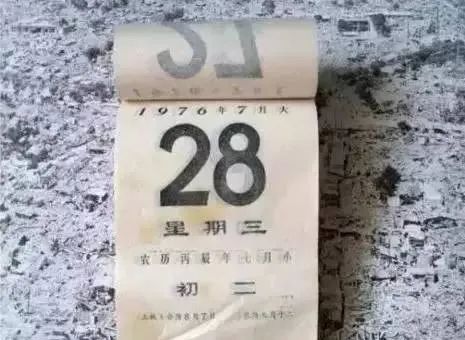 1976年7月大
28
星期三
农历丙辰年七月小
初二